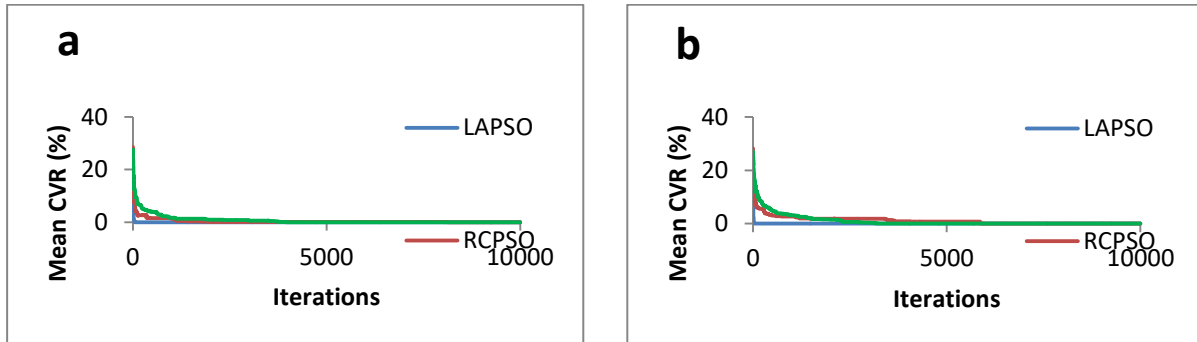 a
40
20
0
Mean CVR (%)
LAPSO
RCPSO
0
5000
10000
Iterations
b
40
20
0
Mean CVR (%)
LAPSO
RCPSO
0
5000
10000
Iterations